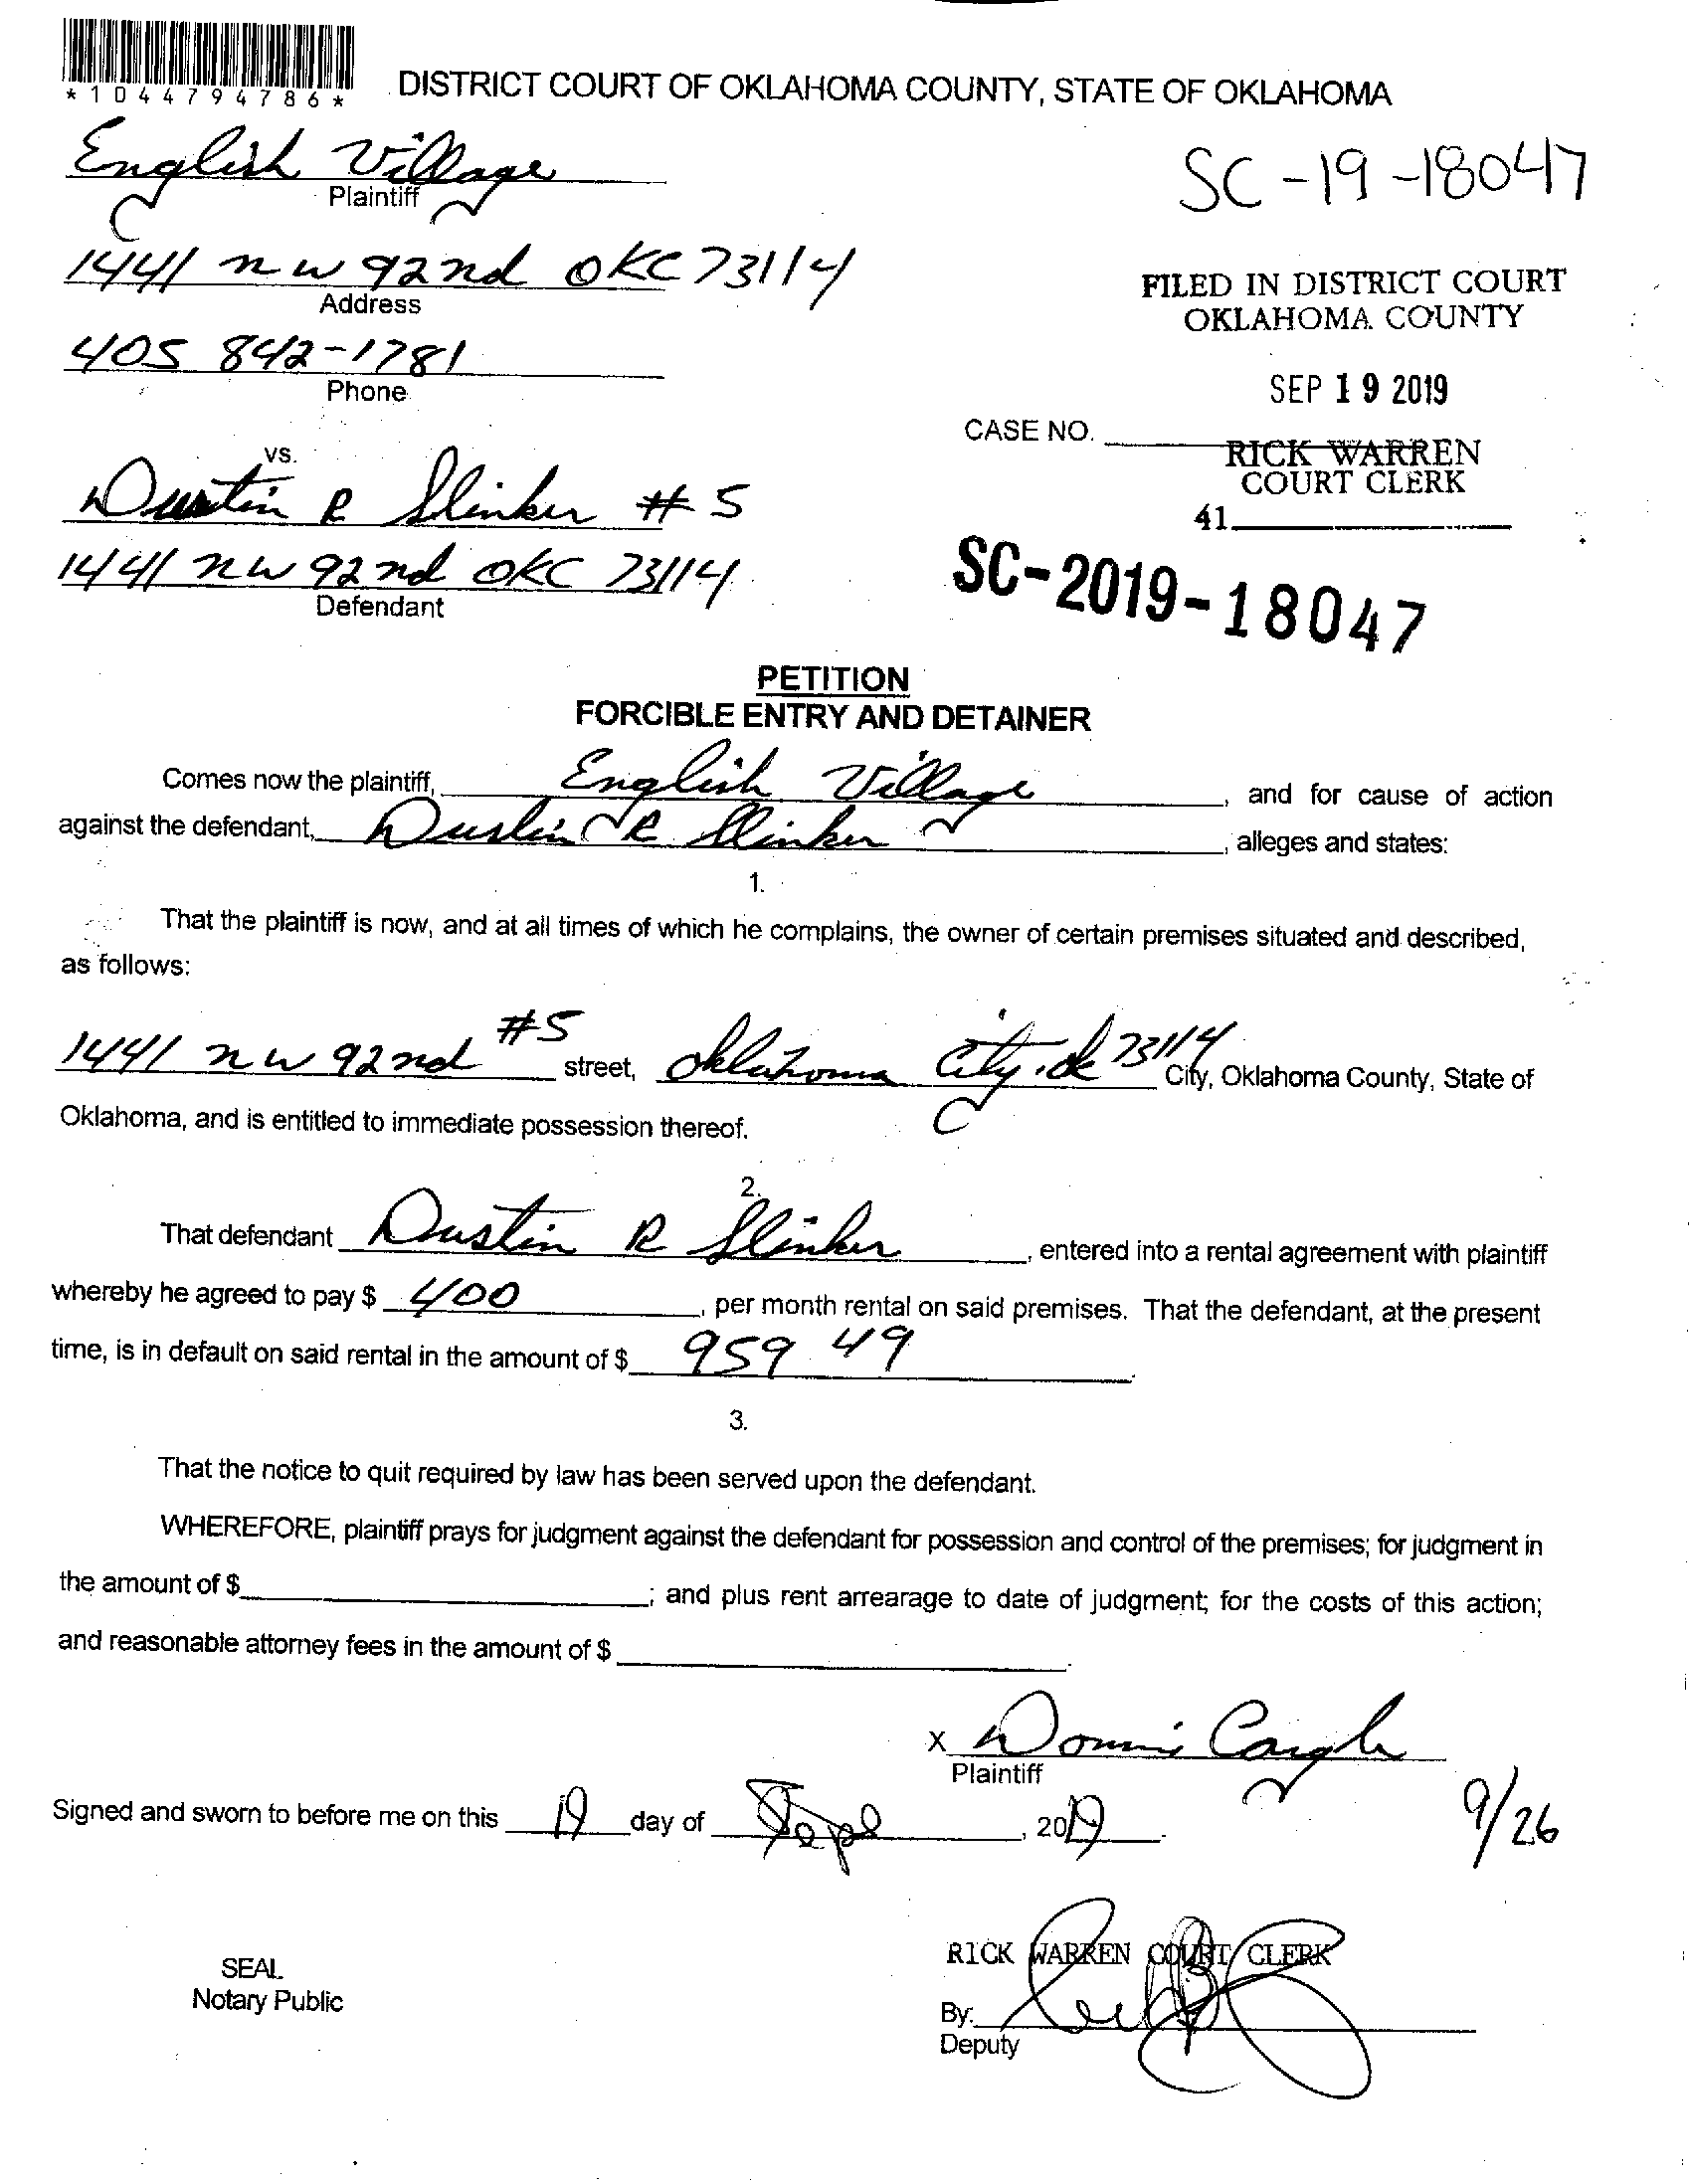 *1044794786*
DISTRICT COURT OF OKLAHOMA COUNTY, STATE OF OKLAHOMA
English Village
Plaintiff
SC-19-18047
1441 nw 92nd OKC 73114
Address
FILED IN DISTRICT COURT
OKLAHOMA COUNTY
405 842-1781
Phone
SEP 19 2019
CASE NO.
RICK WARREN
COURT CLERK
vs.
Dustin R Slinker #5
41
1441 nw 92nd OKC 73114
Defendant
SC-2019-18047
PETITION
FORCIBLE ENTRY AND DETAINER
Comes now the plaintiff, English Village, and for cause of action
against the defendant, Dustin R Slinker, alleges and states:
1.
That the plaintiff is now, and at all times of which he complains, the owner of certain premises situated and described,
as follows:
1441 nw 92nd #5 street, Oklahoma City, Ok 73114 City, Oklahoma County, State of
Oklahoma, and is entitled to immediate possession thereof.
2.
That defendant Dustin R Slinker, entered into a rental agreement with plaintiff
whereby he agreed to pay $ 400, per month rental on said premises. That the defendant, at the present
time, is in default on said rental in the amount of $ 959 49.
3.
That the notice to quit required by law has been served upon the defendant.
WHEREFORE, plaintiff prays for judgment against the defendant for possession and control of the premises; for judgment in
the amount of $ ; and plus rent arrearage to date of judgment; for the costs of this action;
and reasonable attorney fees in the amount of $ .
X
Plaintiff
Signed and sworn to before me on this 19 day of , 2019.
9/26
RICK WARREN COURT CLERK
SEAL
Notary Public
By:
Deputy